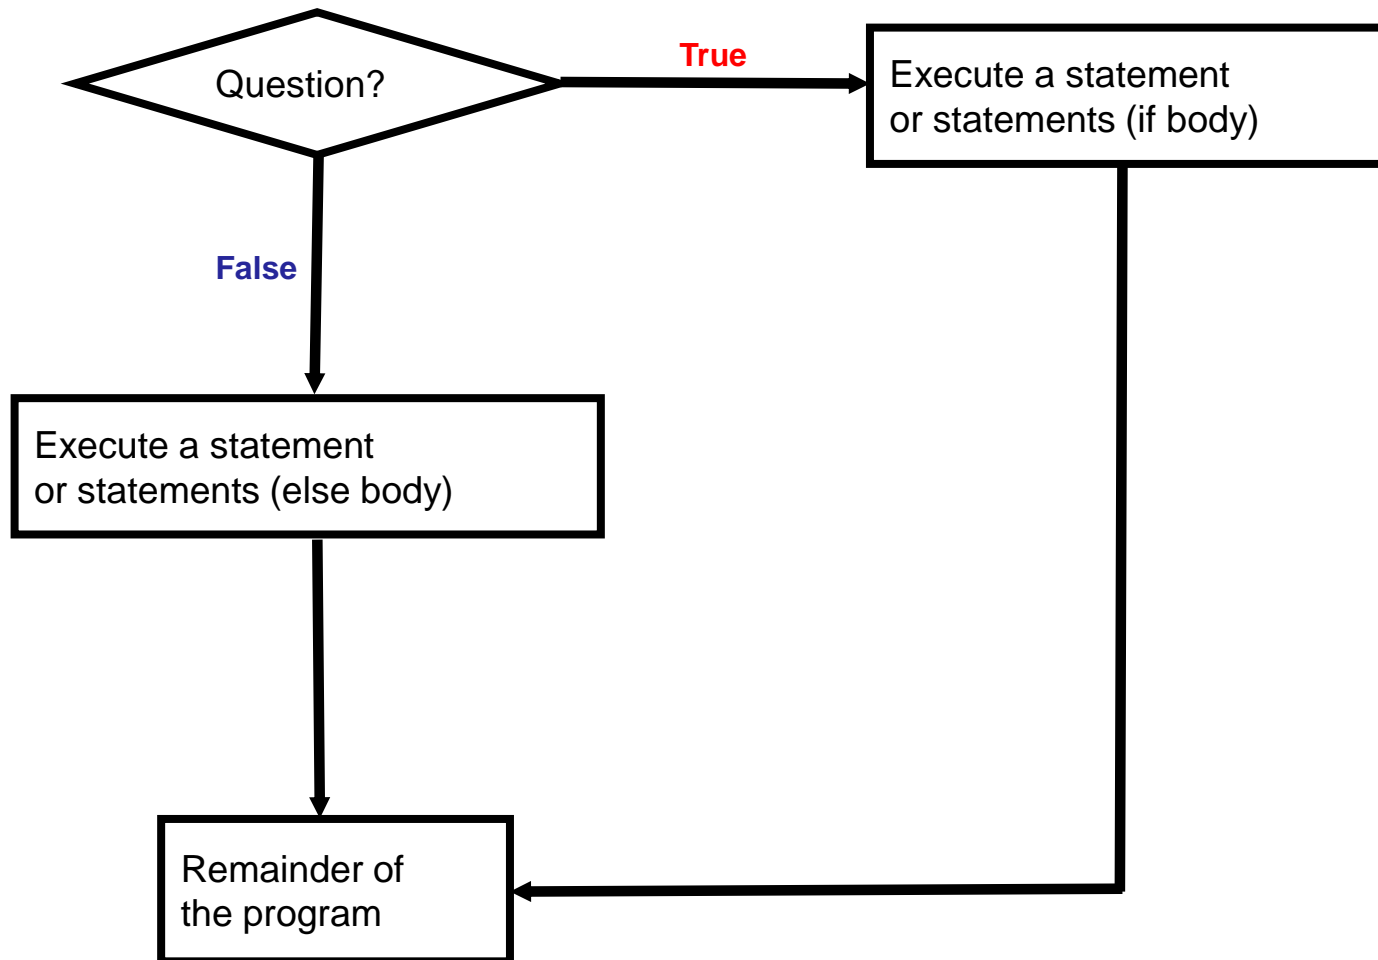 Question?
True
Execute a statement
or statements (if body)
False
Execute a statement
or statements (else body)
Remainder of
the program